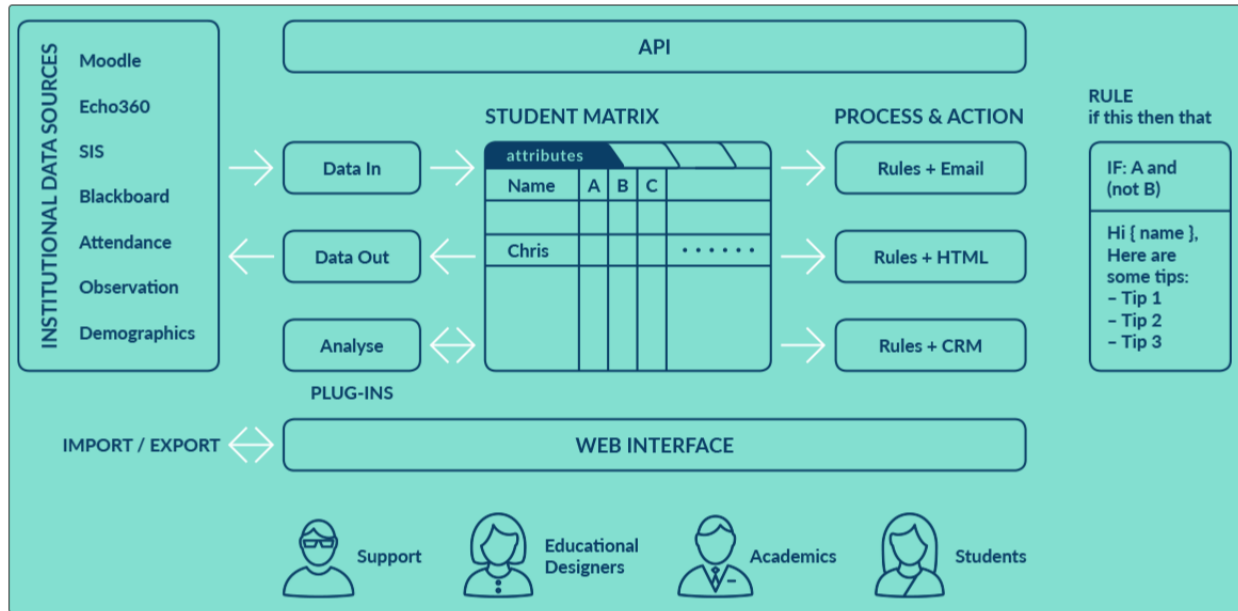 INSTITUTIONAL DATA SOURCES
Moodle
Echo360
SIS
Blackboard
Attendance
Observation
Demographics
API
Data In
Data Out
Analyse
PLUG-INS
STUDENT MATRIX
attributes
Name A B C
Chris ......
PROCESS & ACTION
Rules + Email
Rules + HTML
Rules + CRM
RULE
if this then that
IF: A and
(not B)
Hi { name },
Here are
some tips:
– Tip 1
– Tip 2
– Tip 3
IMPORT / EXPORT
WEB INTERFACE
Support
Educational
Designers
Academics
Students